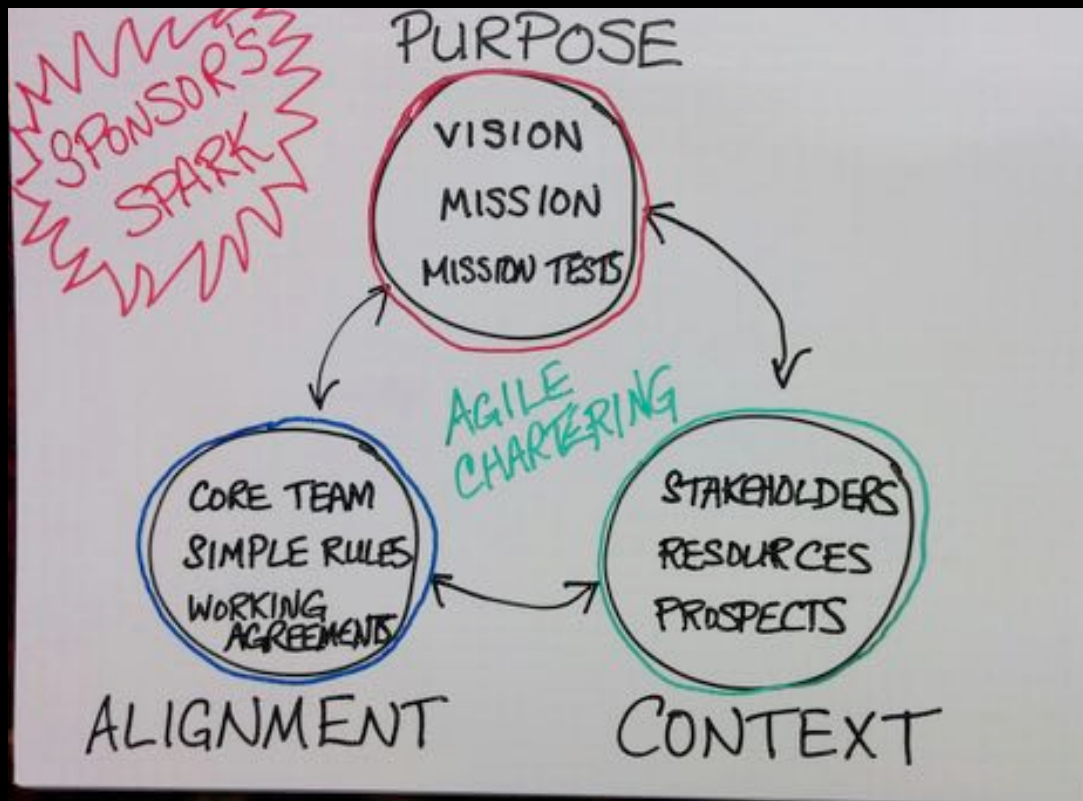 SPONSOR'S
SPARK
PURPOSE
VISION
MISSION
MISSION TESTS
AGILE
CHARTERING
CORE TEAM
SIMPLE RULES
WORKING
AGREEMENTS
ALIGNMENT
STAKEHOLDERS
RESOURCES
PROSPECTS
CONTEXT